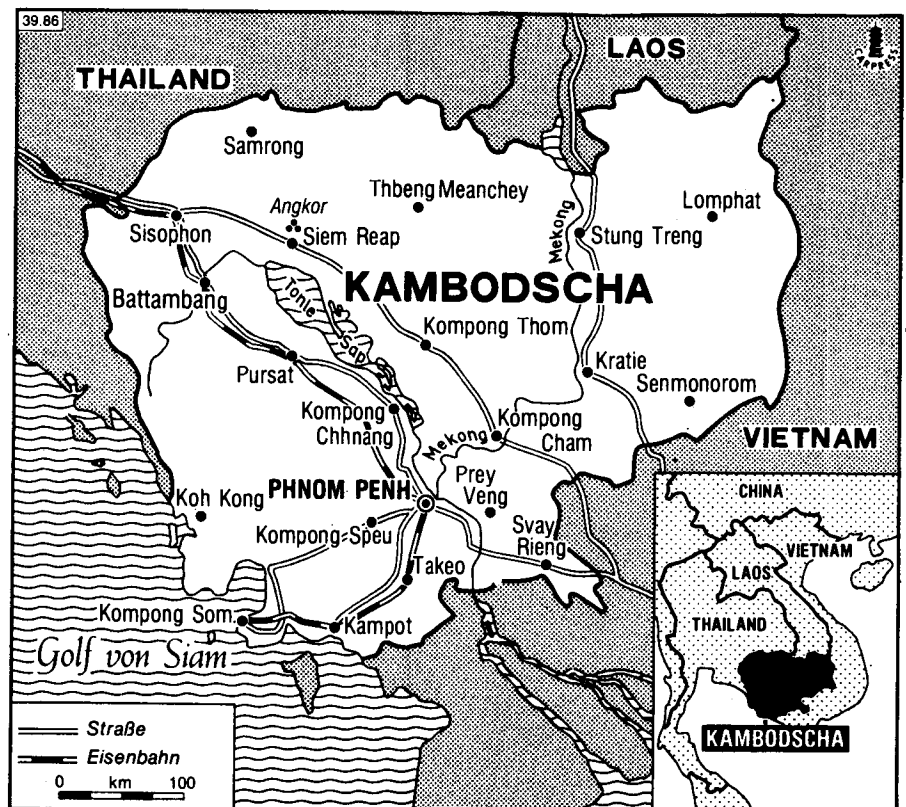 39.86
LAOS
CARPRESS
THAILAND
Samrong
Thbeng Meanchey
Lomphat
Angkor
Mekong
Sisophon
Siem Reap
Stung Treng
KAMBODSCHA
Battambang
Tonle
Sap
Kompong Thom
Pursat
Kratie
Senmonorom
Kompong
Chhnang
Mekong
Kompong
Cham
VIETNAM
PHNOM PENH
Prey
Veng
Koh Kong
Kompong Speu
Svay
Rieng
Takeo
Kompong Som
Kampot
Golf von Siam
Straße
Eisenbahn
0 km 100
CHINA
VIETNAM
LAOS
THAILAND
KAMBODSCHA